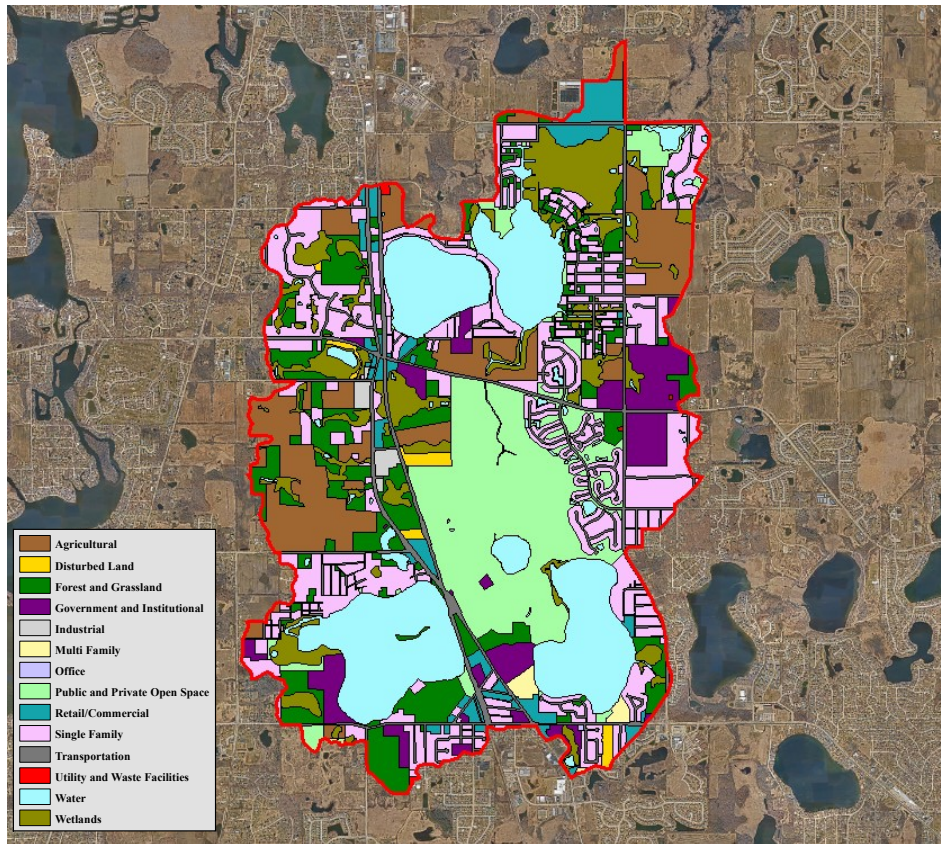 Agricultural
Disturbed Land
Forest and Grassland
Government and Institutional
Industrial
Multi Family
Office
Public and Private Open Space
Retail/Commercial
Single Family
Transportation
Utility and Waste Facilities
Water
Wetlands